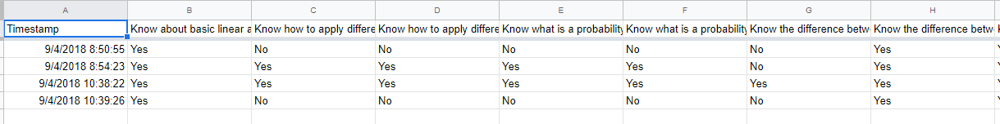 A B C D E F G H
Timestamp Know about basic linear Know how to apply differe Know how to apply differe Know what is a probability Know what is a probability Know the difference betw Know the difference betw
9/4/2018 8:50:55 Yes No No No No No Yes
9/4/2018 8:54:23 Yes Yes Yes Yes Yes No Yes
9/4/2018 10:38:22 Yes Yes Yes Yes Yes Yes Yes
9/4/2018 10:39:26 Yes No No No No No Yes